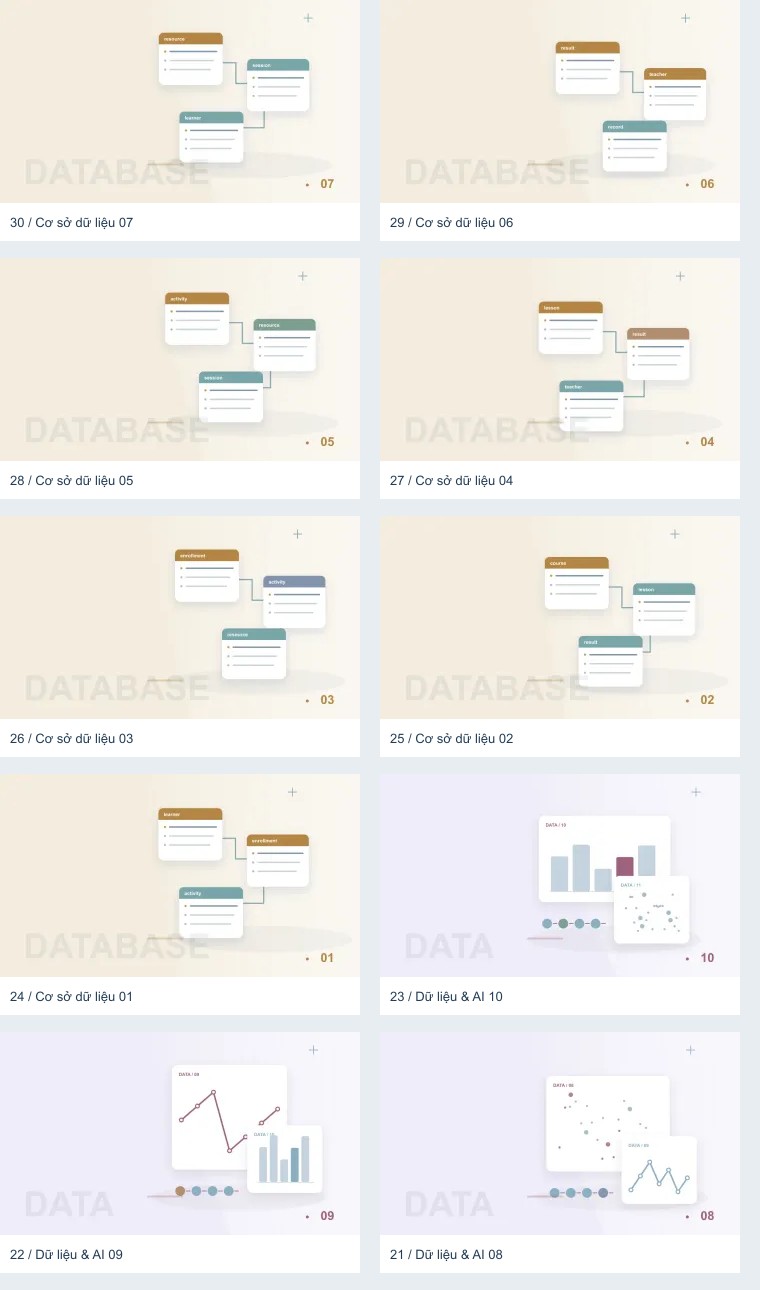 resource
session
learner
DATABASE
07
30 / Cơ sở dữ liệu 07
result
teacher
record
DATABASE
06
29 / Cơ sở dữ liệu 06
activity
resource
session
DATABASE
05
28 / Cơ sở dữ liệu 05
lesson
result
teacher
DATABASE
04
27 / Cơ sở dữ liệu 04
enrollment
activity
resource
DATABASE
03
26 / Cơ sở dữ liệu 03
course
lesson
result
DATABASE
02
25 / Cơ sở dữ liệu 02
learner
enrollment
activity
DATABASE
01
24 / Cơ sở dữ liệu 01
DATA / 10
DATA / 11
DATA
10
23 / Dữ liệu & AI 10
DATA / 09
DATA / 10
DATA
09
22 / Dữ liệu & AI 09
DATA / 08
DATA / 09
DATA
08
21 / Dữ liệu & AI 08